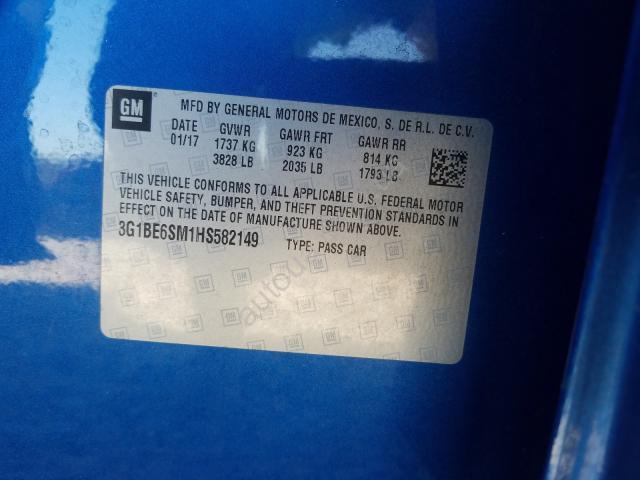 GM
MFD BY GENERAL MOTORS DE MEXICO, S. DE R.L. DE C.V.
DATE GVWR GAWR FRT GAWR RR
01/17 1737 KG 923 KG 814 KG
3828 LB 2035 LB 1793 LB
THIS VEHICLE CONFORMS TO ALL APPLICABLE U.S. FEDERAL MOTOR
VEHICLE SAFETY, BUMPER, AND THEFT PREVENTION STANDARDS IN
EFFECT ON THE DATE OF MANUFACTURE SHOWN ABOVE.
3G1BE6SM1HS582149 TYPE: PASS CAR